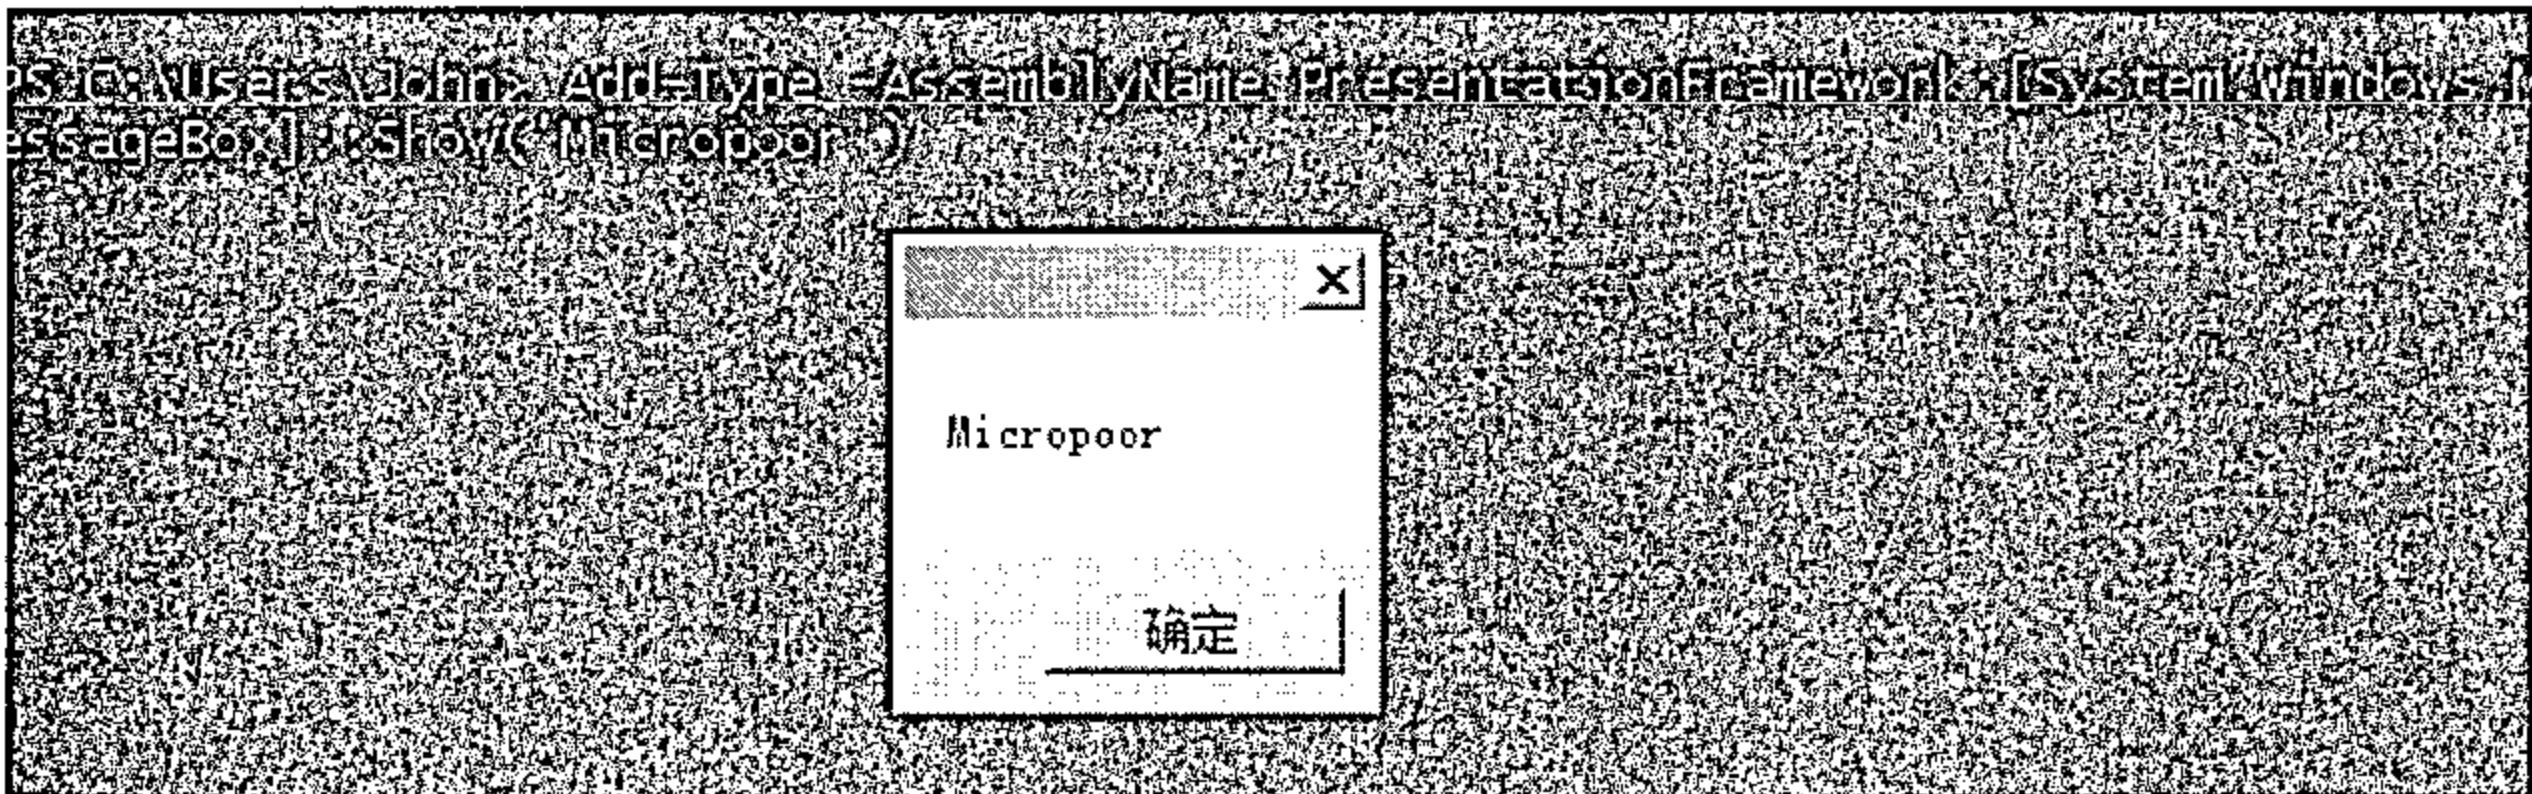 PS C:\Users\John> Add-Type -AssemblyName PresentationFramework;[System.Windows.M
essageBox]::Show('Micropoor')
Micropoor
确定